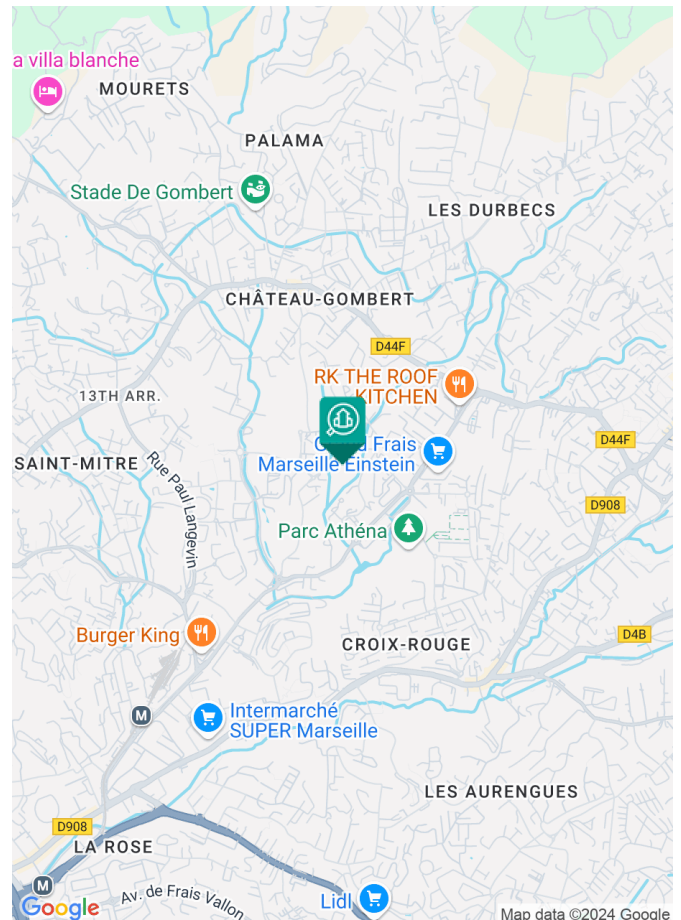 a villa blanche
MOURETS
PALAMA
Stade De Gombert
LES DURBECS
CHÂTEAU-GOMBERT
D44F
RK THE ROOF
KITCHEN
13TH ARR.
D44F
Frais
Marseille Einstein
SAINT-MITRE
Rue Paul Langevin
D908
Parc Athéna
Burger King
D4B
CROIX-ROUGE
M
Intermarché
SUPER Marseille
LES AURENGUES
D908
LA ROSE
M
Av. de Frais Vallon
Lidl
Google
Map data ©2024 Google